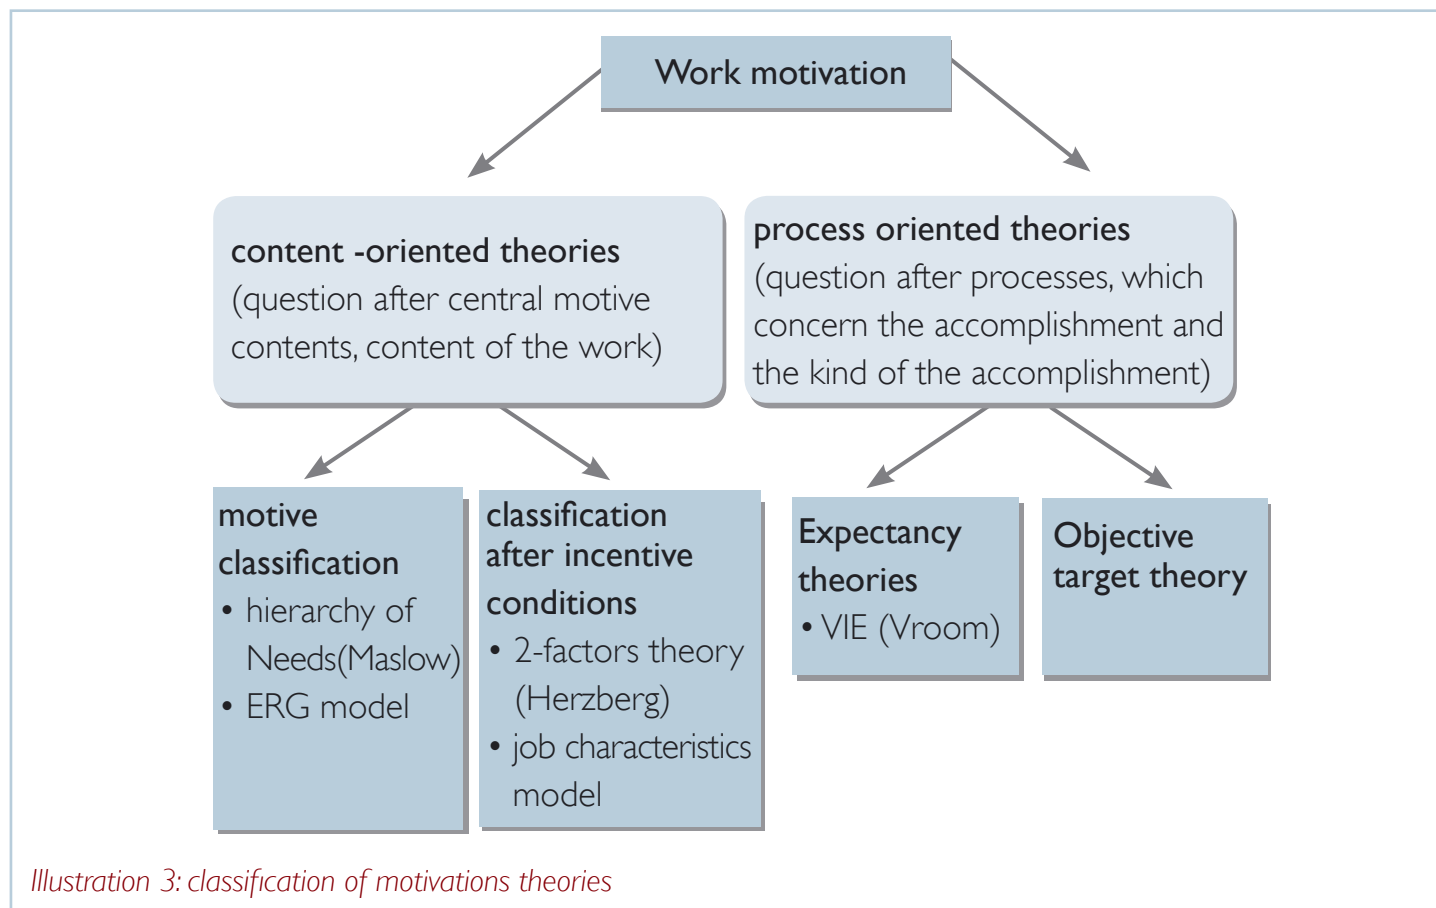 Work motivation
content -oriented theories
(question after central motive
contents, content of the work)
process oriented theories
(question after processes, which
concern the accomplishment and
the kind of the accomplishment)
motive
classification
• hierarchy of
Needs(Maslow)
• ERG model
classification
after incentive
conditions
• 2-factors theory
(Herzberg)
• job characteristics
model
Expectancy
theories
• VIE (Vroom)
Objective
target theory
Illustration 3: classification of motivations theories